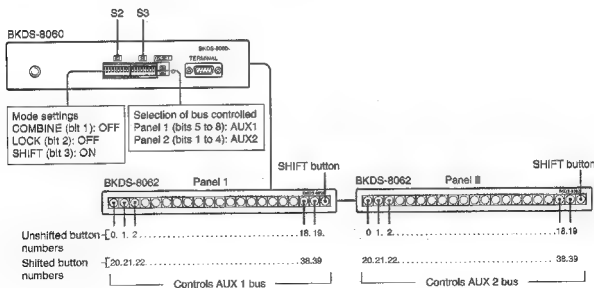 S2 S3
BKDS-8060
BKDS-8060
TERMINAL
Mode settings
COMBINE (bit 1): OFF
LOCK (bit 2): OFF
SHIFT (bit 3): ON
Selection of bus controlled
Panel 1 (bits 5 to 8): AUX1
Panel 2 (bits 1 to 4): AUX2
SHIFT button
SHIFT button
BKDS-8062 Panel 1
BKDS-8062 Panel II
Unshifted button numbers
0. 1. 2.......................................18.19.
0 1. 2.......................................18.19
Shifted button numbers
20.21.22.......................................38.39
20.21.22.......................................38.39
Controls AUX 1 bus
Controls AUX 2 bus